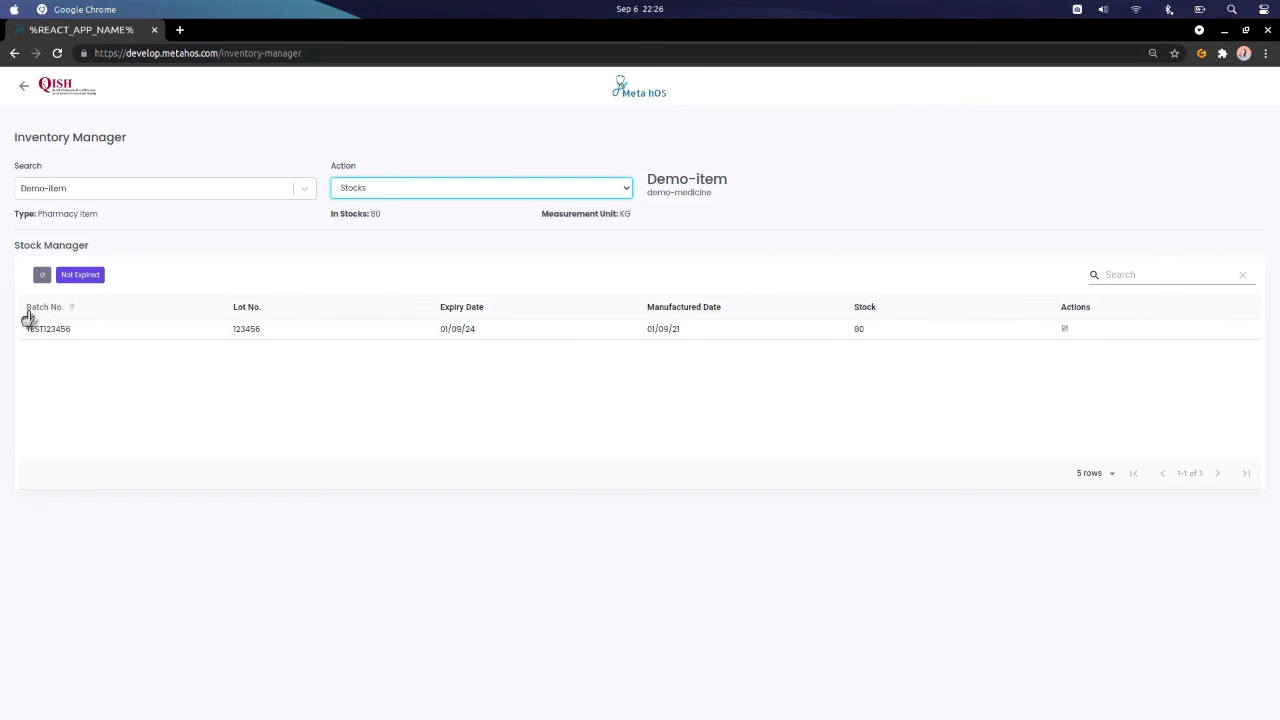 Google Chrome
Sep 6 22:26
%REACT_APP_NAME%
https://develop.metahos.com/inventory-manager
QISH
Meta hOS
Inventory Manager
Search
Action
Demo-item
Stocks
Demo-item
demo-medicine
Type: Pharmacy Item
In Stocks: 80
Measurement Unit: KG
Stock Manager
Not Expired
Search
Batch No.
Lot No.
Expiry Date
Manufactured Date
Stock
Actions
TEST123456
123456
01/09/24
01/09/21
80
5 rows
1-1 of 1